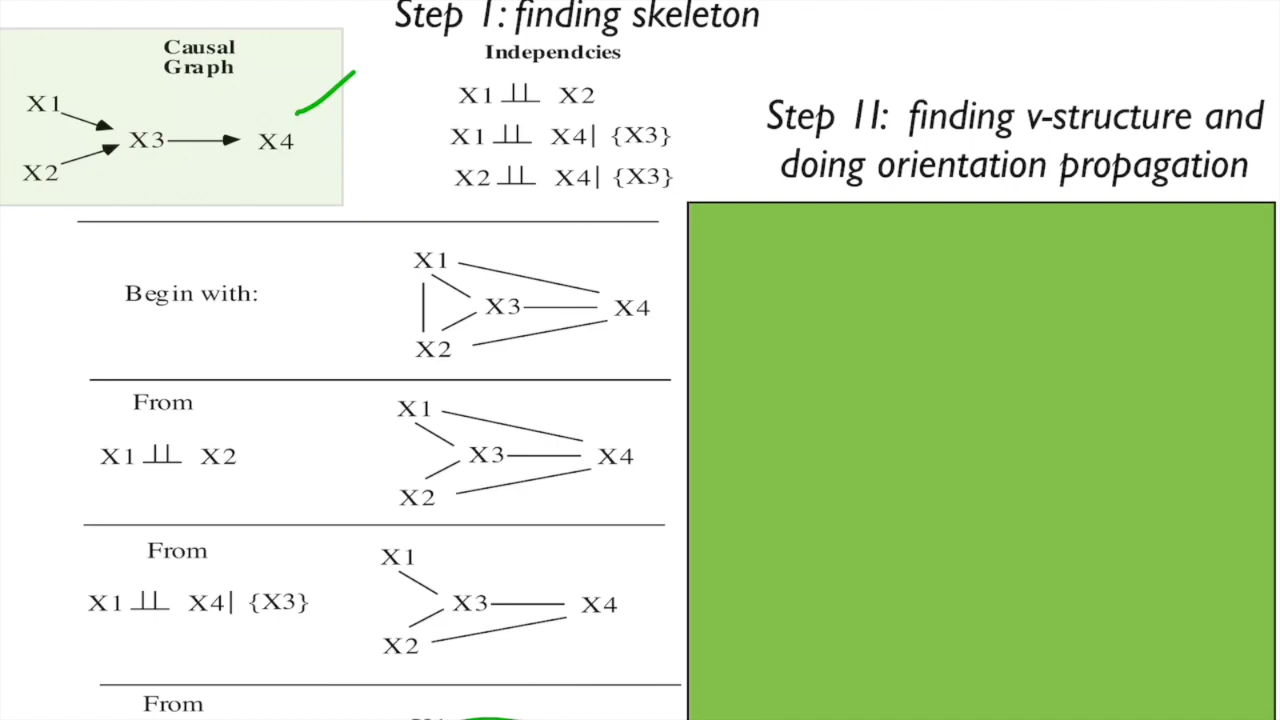 Step 1: finding skeleton
Causal
Graph
X1
X3
X4
X2
Independcies
X1 ⊥⊥ X2
X1 ⊥⊥ X4| {X3}
X2 ⊥⊥ X4| {X3}
Step 1I: finding v-structure and
doing orientation propagation
Begin with:
X1
X3
X4
X2
From
X1 ⊥⊥ X2
X1
X3
X4
X2
From
X1 ⊥⊥ X4| {X3}
X1
X3
X4
X2
From